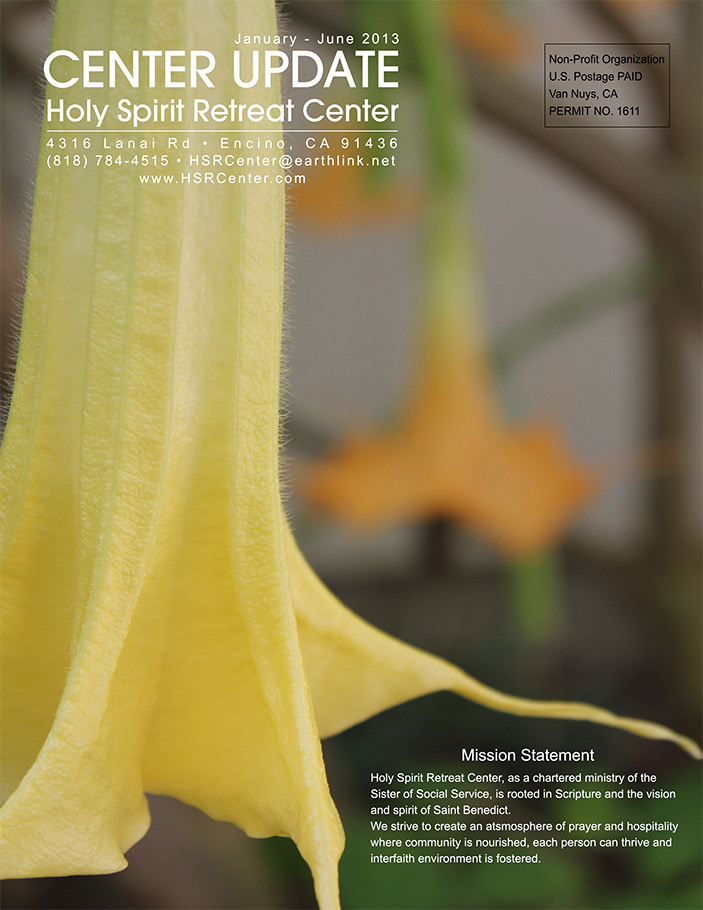 January - June 2013
CENTER UPDATE
Holy Spirit Retreat Center
4316 Lanai Rd • Encino, CA 91436
(818) 784-4515 • HSRCenter@earthlink.net
www.HSRCenter.com
Non-Profit Organization
U.S. Postage PAID
Van Nuys, CA
PERMIT NO. 1611
Mission Statement
Holy Spirit Retreat Center, as a chartered ministry of the
Sister of Social Service, is rooted in Scripture and the vision
and spirit of Saint Benedict.
We strive to create an atsmosphere of prayer and hospitality
where community is nourished, each person can thrive and
interfaith environment is fostered.